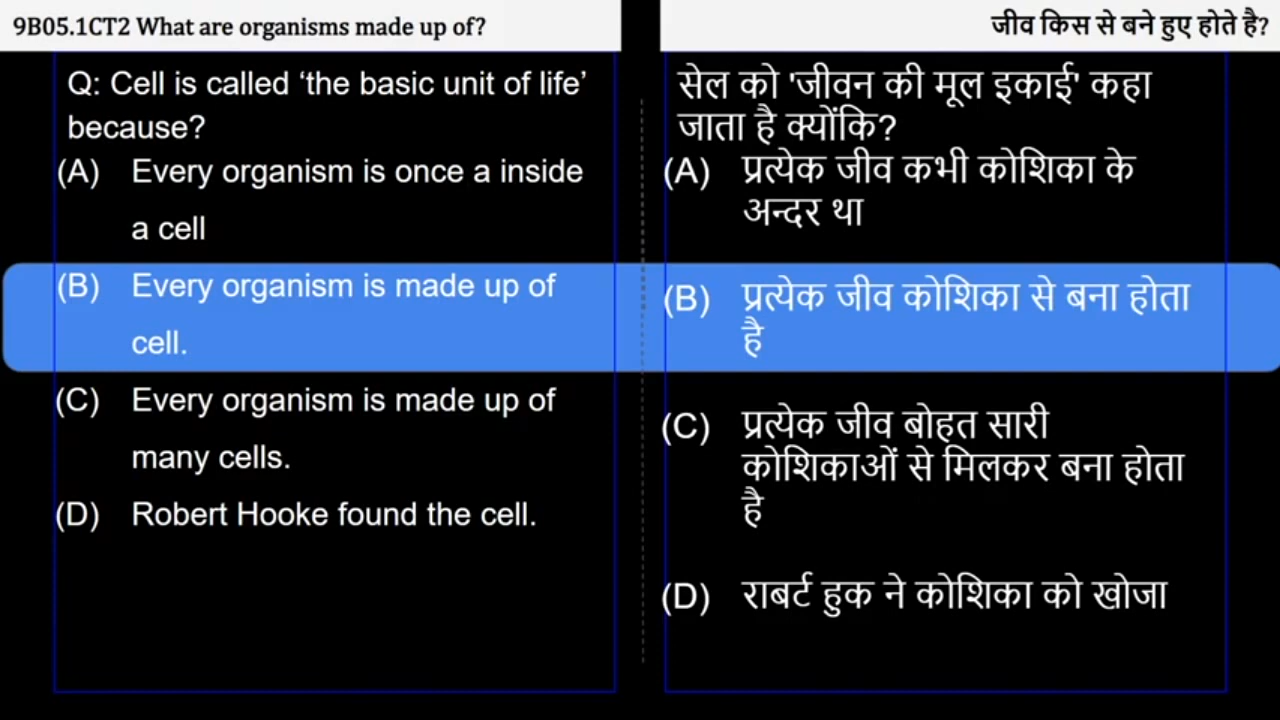 9B05.1CT2 What are organisms made up of?
जीव किस से बने हुए होते है?
Q: Cell is called ‘the basic unit of life’
because?
(A) Every organism is once a inside
a cell
(B) Every organism is made up of
cell.
(C) Every organism is made up of
many cells.
(D) Robert Hooke found the cell.
सेल को 'जीवन की मूल इकाई' कहा
जाता है क्योंकि?
(A) प्रत्येक जीव कभी कोशिका के
अन्दर था
(B) प्रत्येक जीव कोशिका से बना होता
है
(C) प्रत्येक जीव बोहत सारी
कोशिकाओं से मिलकर बना होता
है
(D) राबर्ट हुक ने कोशिका को खोजा